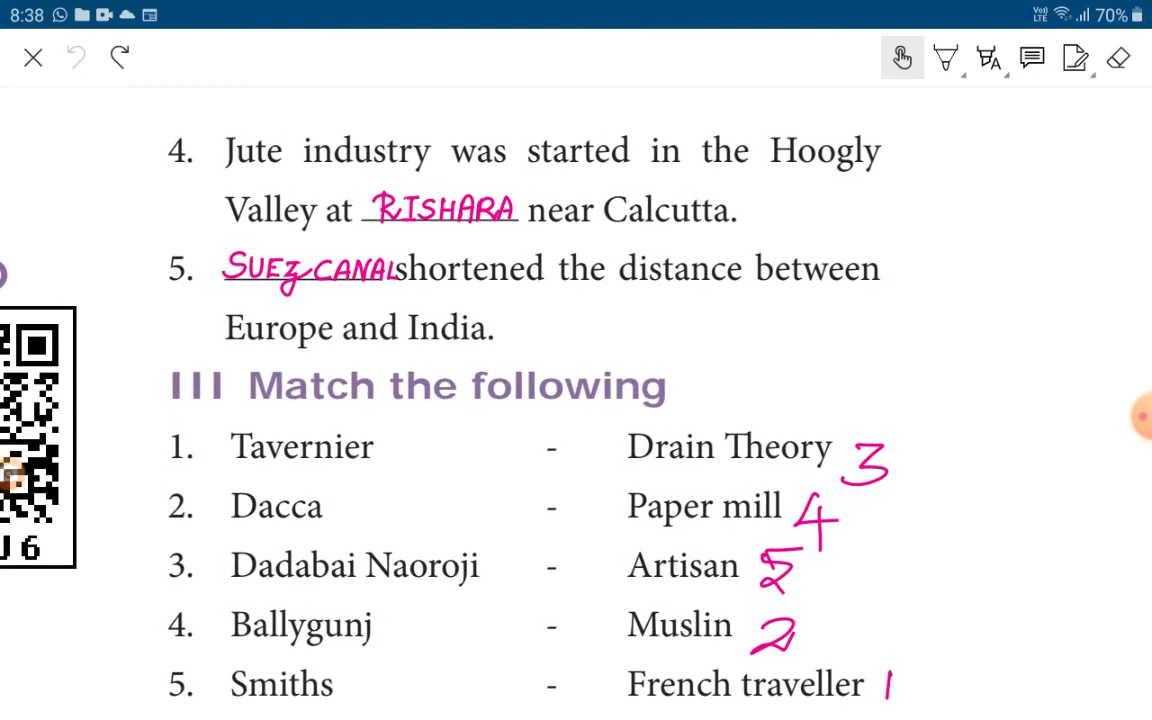 8:38 70%
4. Jute industry was started in the Hoogly
Valley at RISHARA near Calcutta.
5. SUEZ CANAL shortened the distance between
Europe and India.
III Match the following
1. Tavernier - Drain Theory 3
2. Dacca - Paper mill 4
3. Dadabai Naoroji - Artisan 5
J6
4. Ballygunj - Muslin 2
5. Smiths - French traveller 1